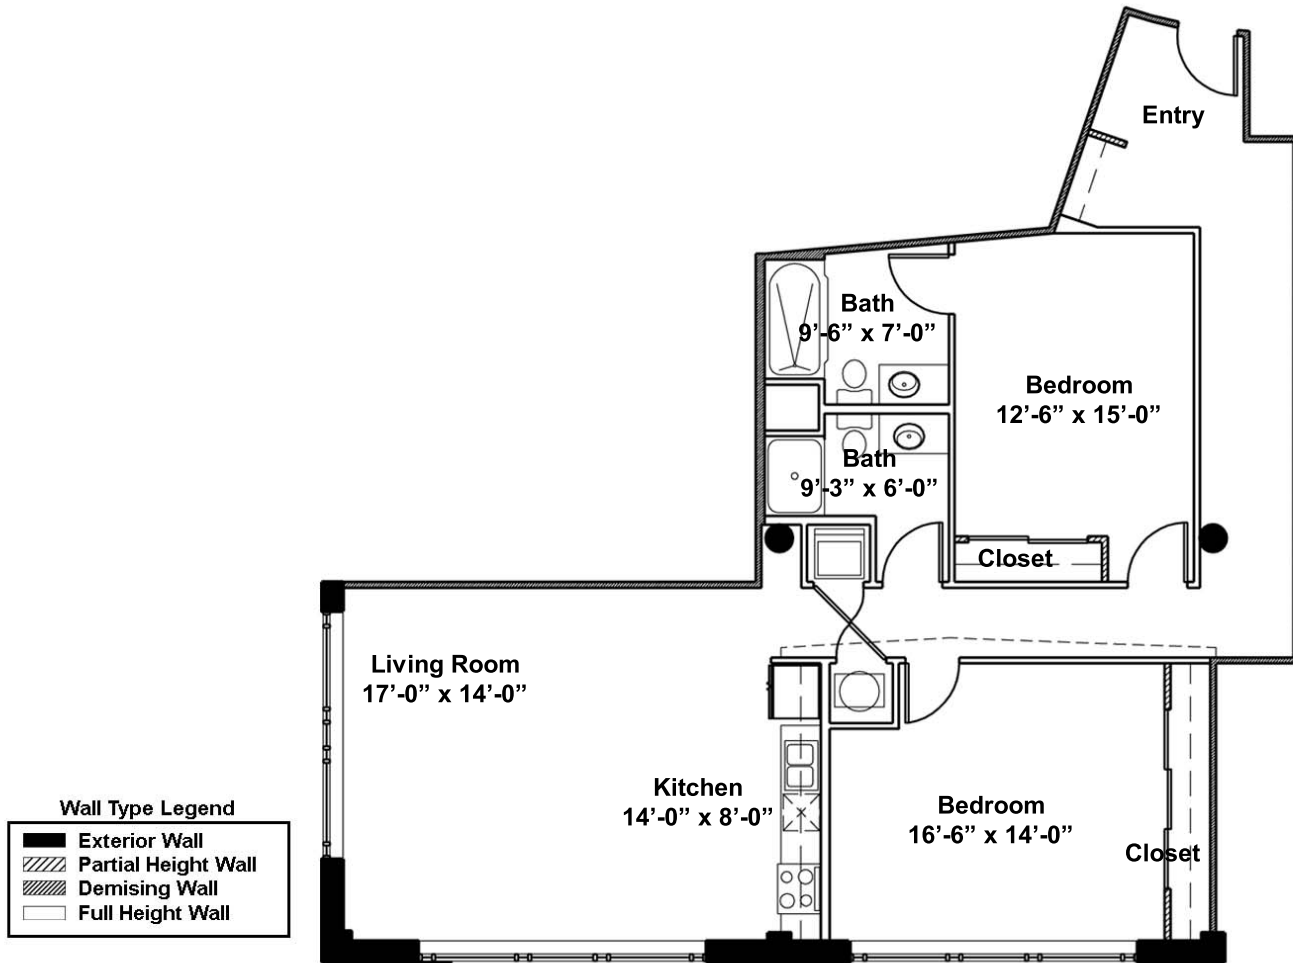 Entry
Bath
9’-6” x 7’-0”
Bedroom
12’-6” x 15’-0”
Bath
9’-3” x 6’-0”
Closet
Living Room
17’-0” x 14’-0”
Kitchen
14’-0” x 8’-0”
Bedroom
16’-6” x 14’-0”
Closet
Wall Type Legend
Exterior Wall
Partial Height Wall
Demising Wall
Full Height Wall